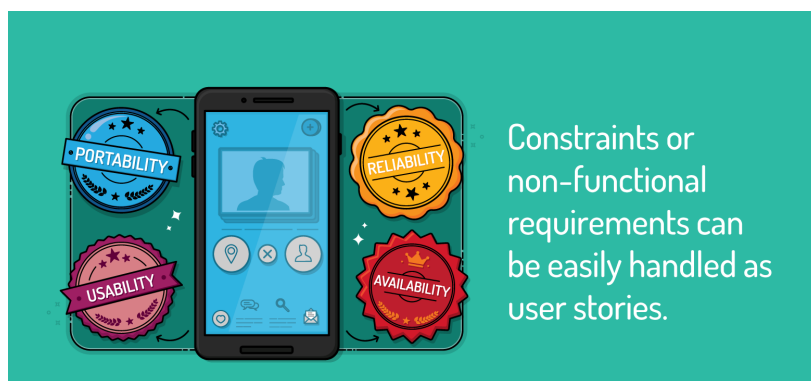 PORTABILITY
RELIABILITY
USABILITY
AVAILABILITY
Constraints or
non-functional
requirements can
be easily handled as
user stories.